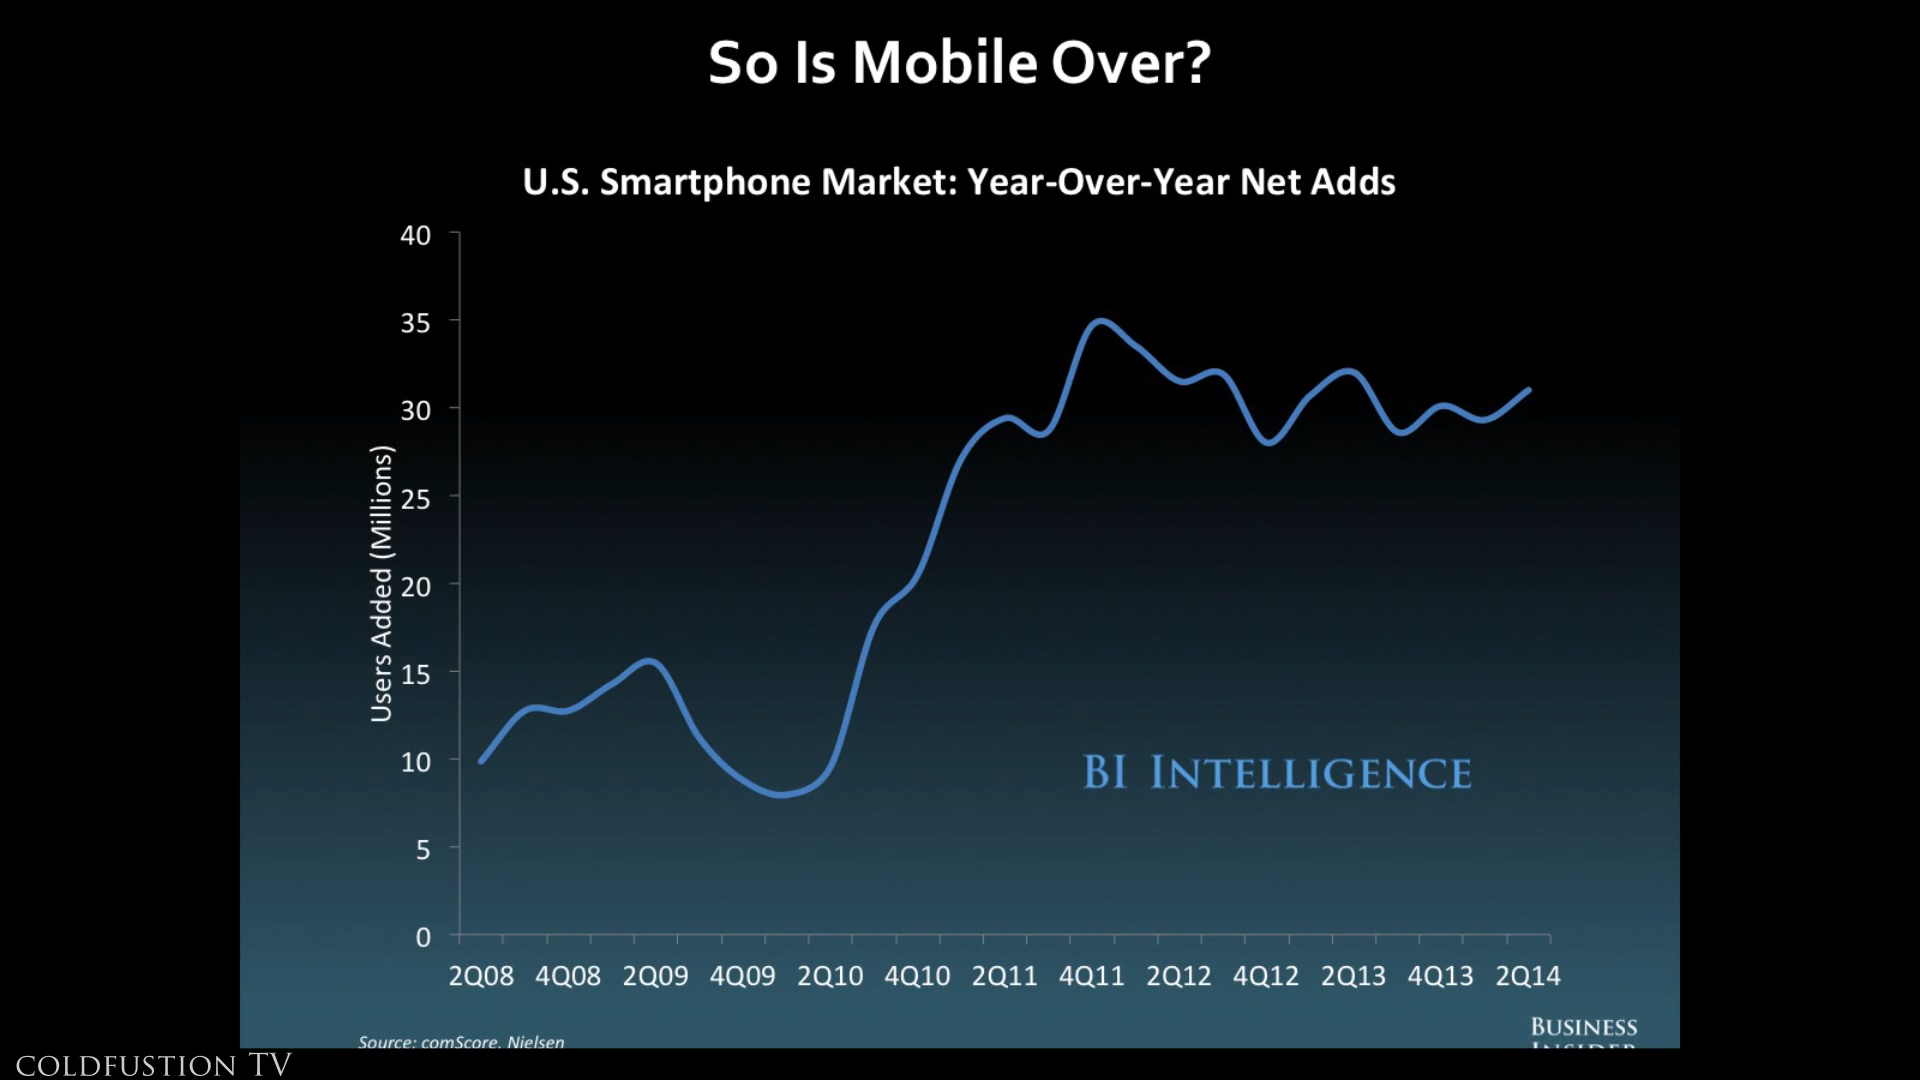 So Is Mobile Over?
U.S. Smartphone Market: Year-Over-Year Net Adds
40
35
30
25
20
15
10
5
0
Users Added (Millions)
BI INTELLIGENCE
2Q08 4Q08 2Q09 4Q09 2Q10 4Q10 2Q11 4Q11 2Q12 4Q12 2Q13 4Q13 2Q14
Source: comScore, Nielsen
BUSINESS
INSIDER
COLDFUSTION TV